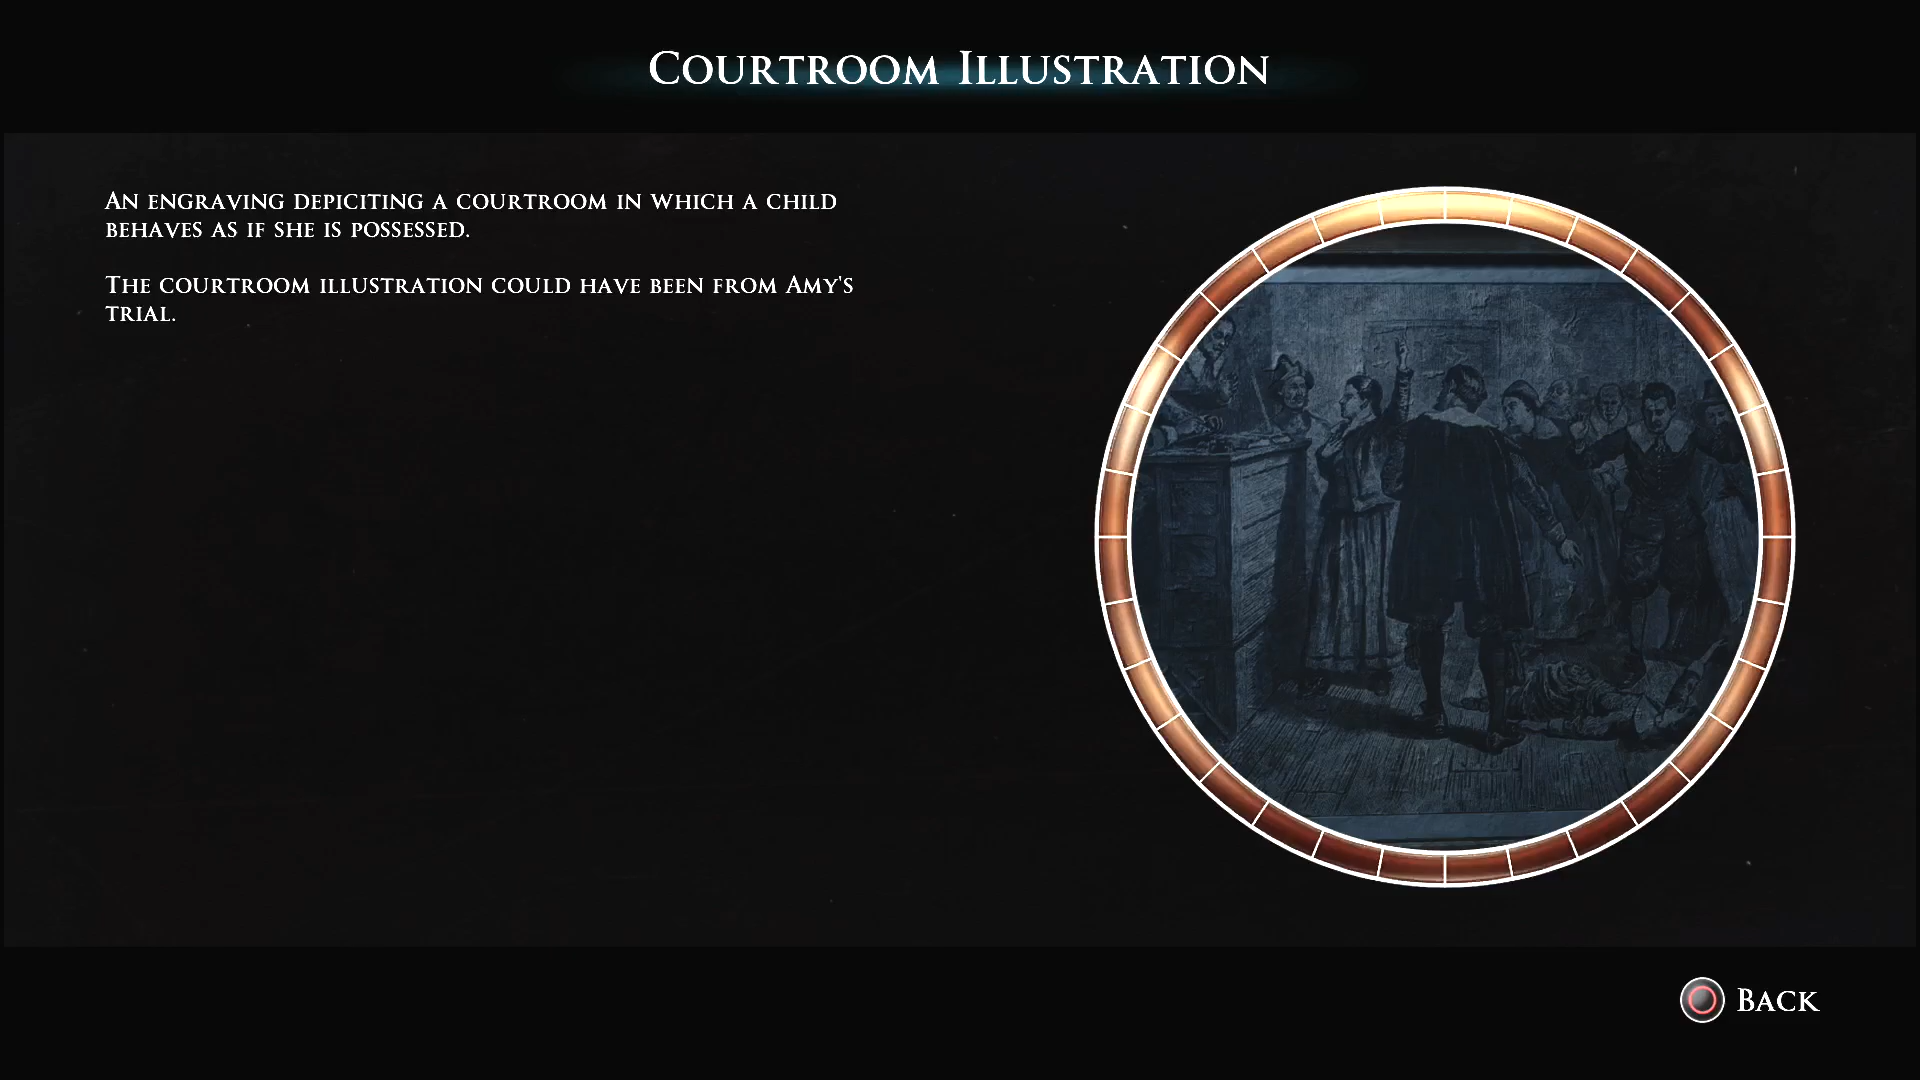 Courtroom Illustration
An engraving depiciting a courtroom in which a child
behaves as if she is possessed.
The courtroom illustration could have been from Amy's
trial.
Back